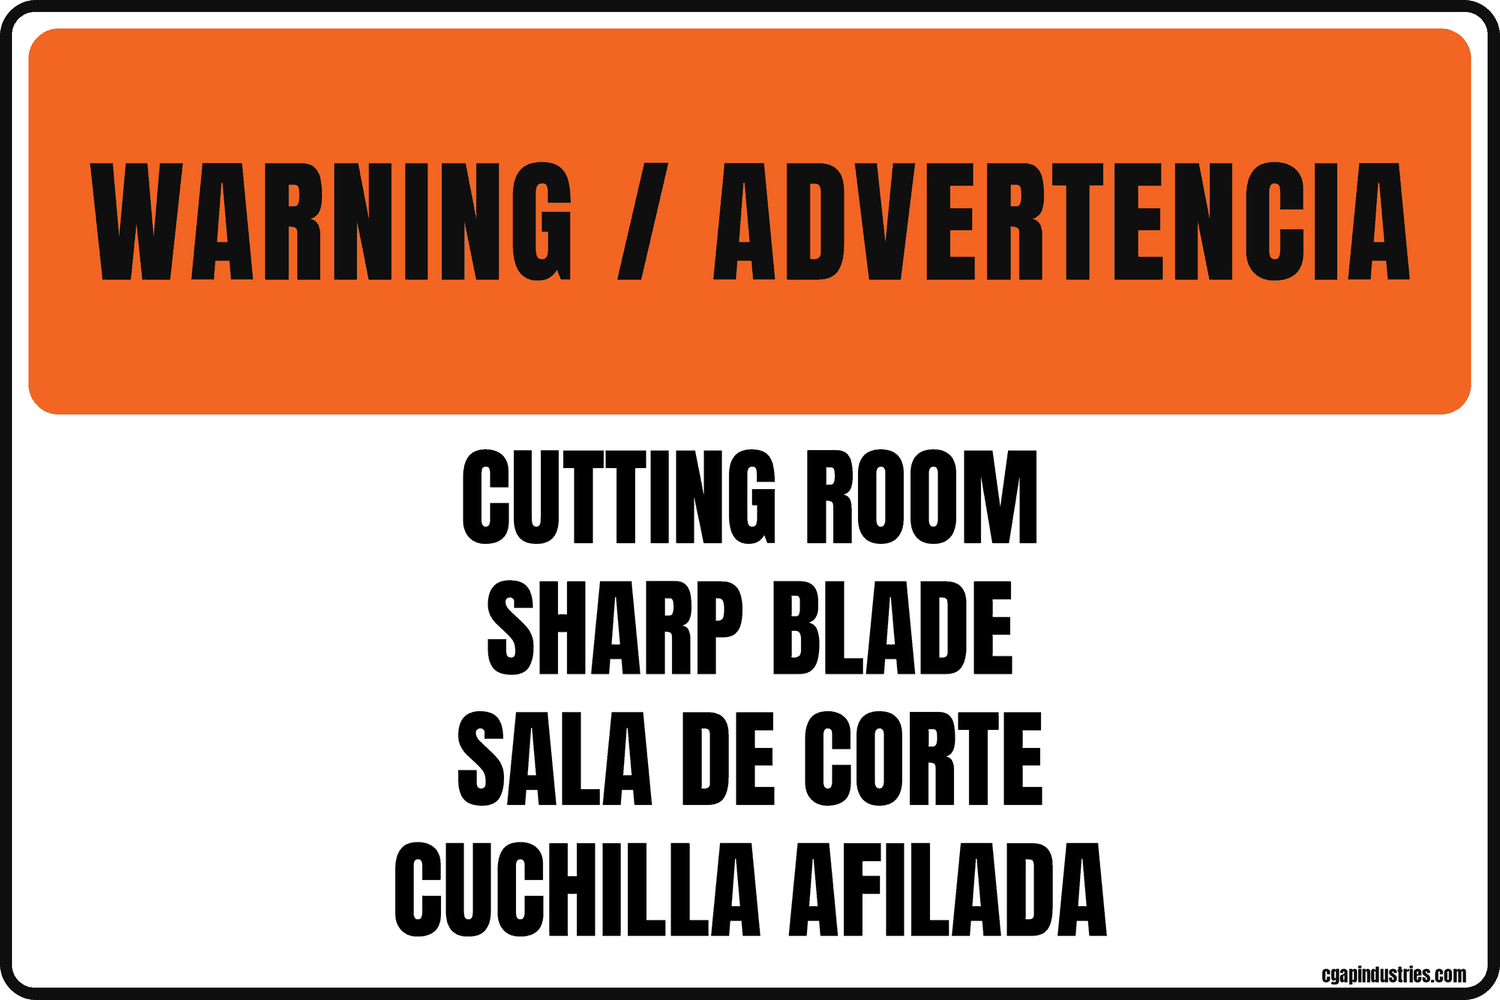 WARNING / ADVERTENCIA
CUTTING ROOM
SHARP BLADE
SALA DE CORTE
CUCHILLA AFILADA
cgapindustries.com